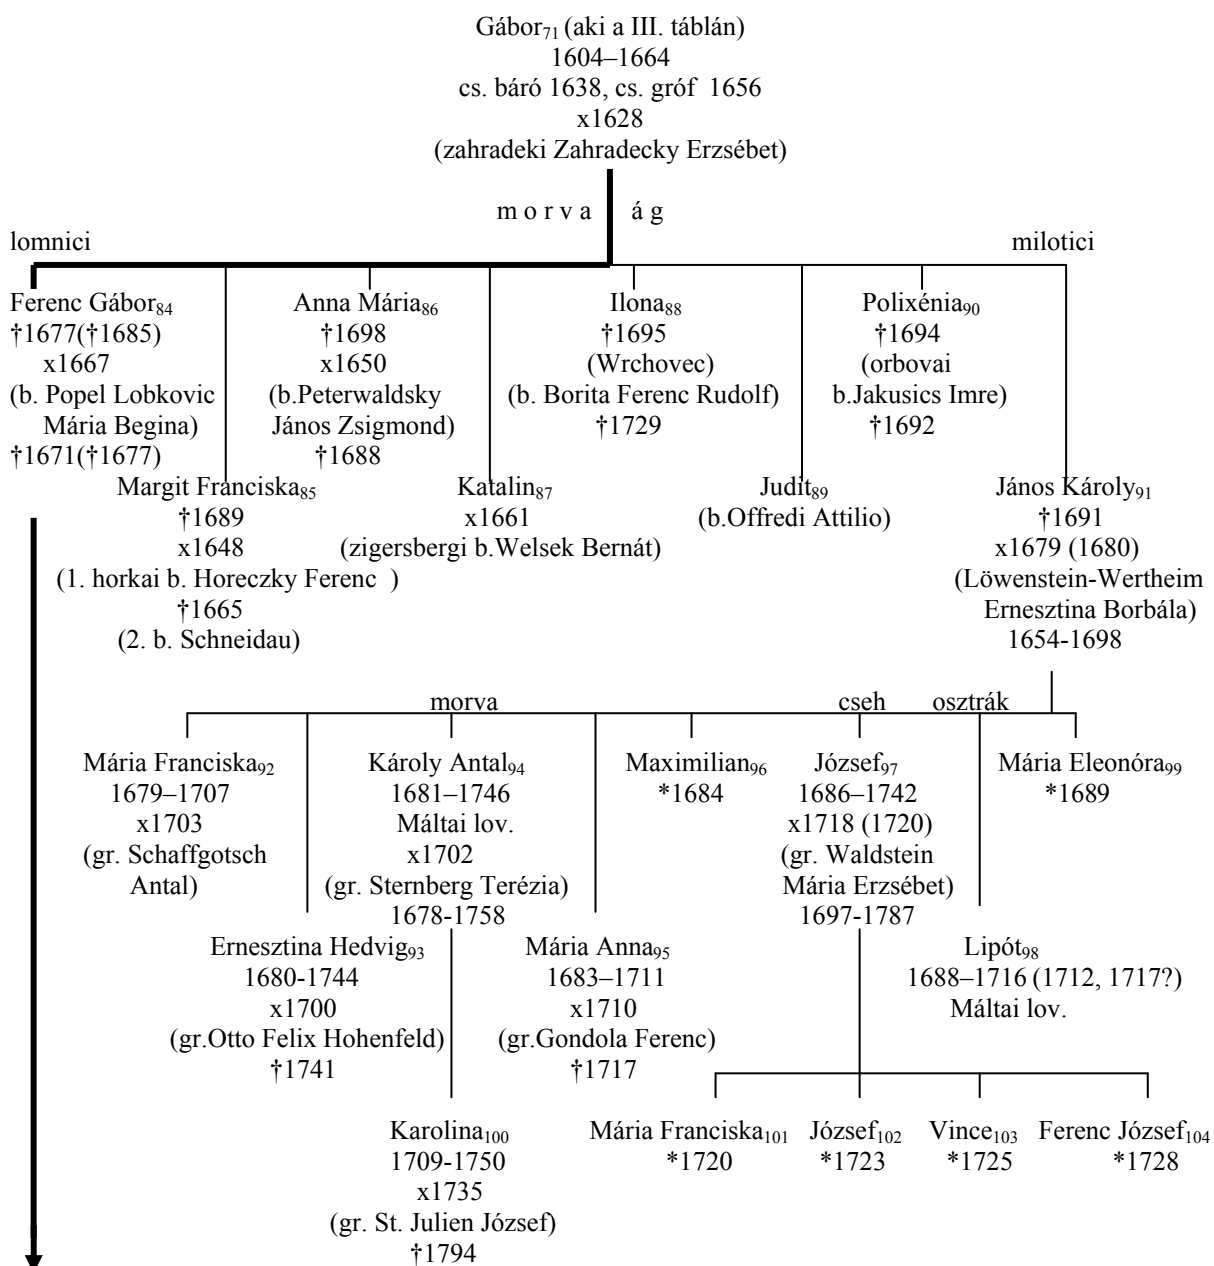 Gábor71 (aki a III. táblán)
1604–1664
cs. báró 1638, cs. gróf 1656
x1628
(zahradeki Zahradecky Erzsébet)
m o r v a á g
lomnici
milotici
Ferenc Gábor84
†1677(†1685)
x1667
(b. Popel Lobkovic
Mária Begina)
†1671(†1677)
Anna Mária86
†1698
x1650
(b.Peterwaldsky
János Zsigmond)
†1688
Ilona88
†1695
(Wrchovec)
(b. Borita Ferenc Rudolf)
†1729
Polixénia90
†1694
(orbovai
b.Jakusics Imre)
†1692
Margit Franciska85
†1689
x1648
(1. horkai b. Horeczky Ferenc )
†1665
(2. b. Schneidau)
Katalin87
x1661
(zigersbergi b.Welsek Bernát)
Judit89
(b.Offredi Attilio)
János Károly91
†1691
x1679 (1680)
(Löwenstein-Wertheim
Ernesztina Borbála)
1654-1698
morva
cseh
osztrák
Mária Franciska92
1679–1707
x1703
(gr. Schaffgotsch
Antal)
Károly Antal94
1681–1746
Máltai lov.
x1702
(gr. Sternberg Terézia)
1678-1758
Maximilian96
*1684
József97
1686–1742
x1718 (1720)
(gr. Waldstein
Mária Erzsébet)
1697-1787
Mária Eleonóra99
*1689
Ernesztina Hedvig93
1680-1744
x1700
(gr.Otto Felix Hohenfeld)
†1741
Mária Anna95
1683–1711
x1710
(gr.Gondola Ferenc)
†1717
Lipót98
1688–1716 (1712, 1717?)
Máltai lov.
Karolina100
1709-1750
x1735
(gr. St. Julien József)
†1794
Mária Franciska101
*1720
József102
*1723
Vince103
*1725
Ferenc József104
*1728